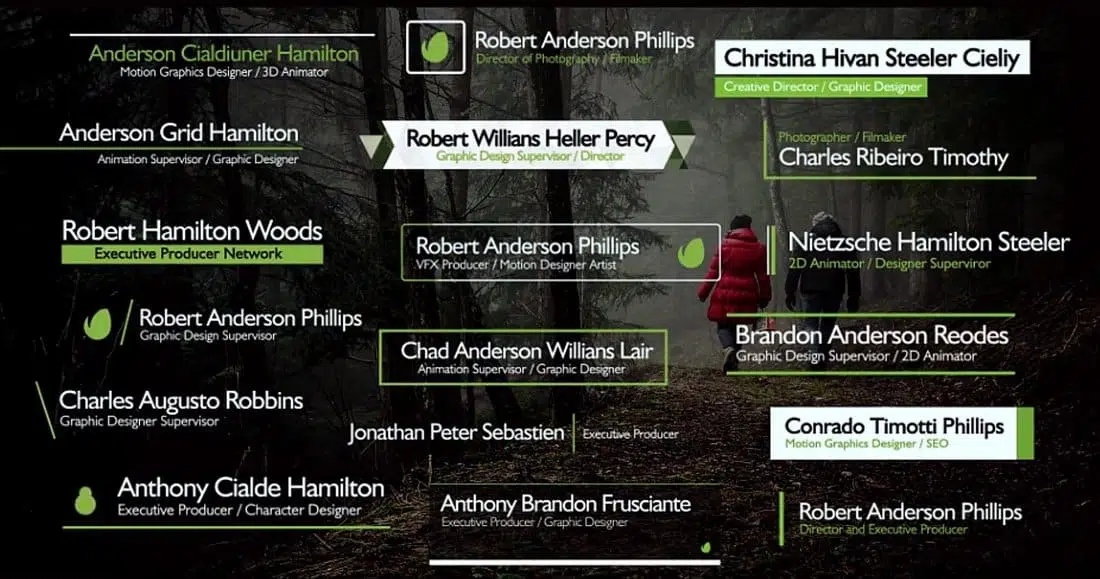 Anderson Cialdiuner Hamilton
Motion Graphics Designer / 3D Animator
Robert Anderson Phillips
Director of Photography / Filmaker
Christina Hivan Steeler Cieliy
Creative Director / Graphic Designer
Anderson Grid Hamilton
Animation Supervisor / Graphic Designer
Robert Willians Heller Percy
Graphic Design Supervisor / Director
Photographer / Filmaker
Charles Ribeiro Timothy
Robert Hamilton Woods
Executive Producer Network
Robert Anderson Phillips
VFX Producer / Motion Designer Artist
Nietzsche Hamilton Steeler
2D Animator / Designer Superviror
Robert Anderson Phillips
Graphic Design Supervisor
Chad Anderson Willians Lair
Animation Supervisor / Graphic Designer
Brandon Anderson Reodes
Graphic Design Supervisor / 2D Animator
Charles Augusto Robbins
Graphic Designer Supervisor
Jonathan Peter Sebastien
Executive Producer
Conrado Timotti Phillips
Motion Graphics Designer / SEO
Anthony Cialde Hamilton
Executive Producer / Character Designer
Anthony Brandon Frusciante
Executive Producer / Graphic Designer
Robert Anderson Phillips
Director and Executive Producer